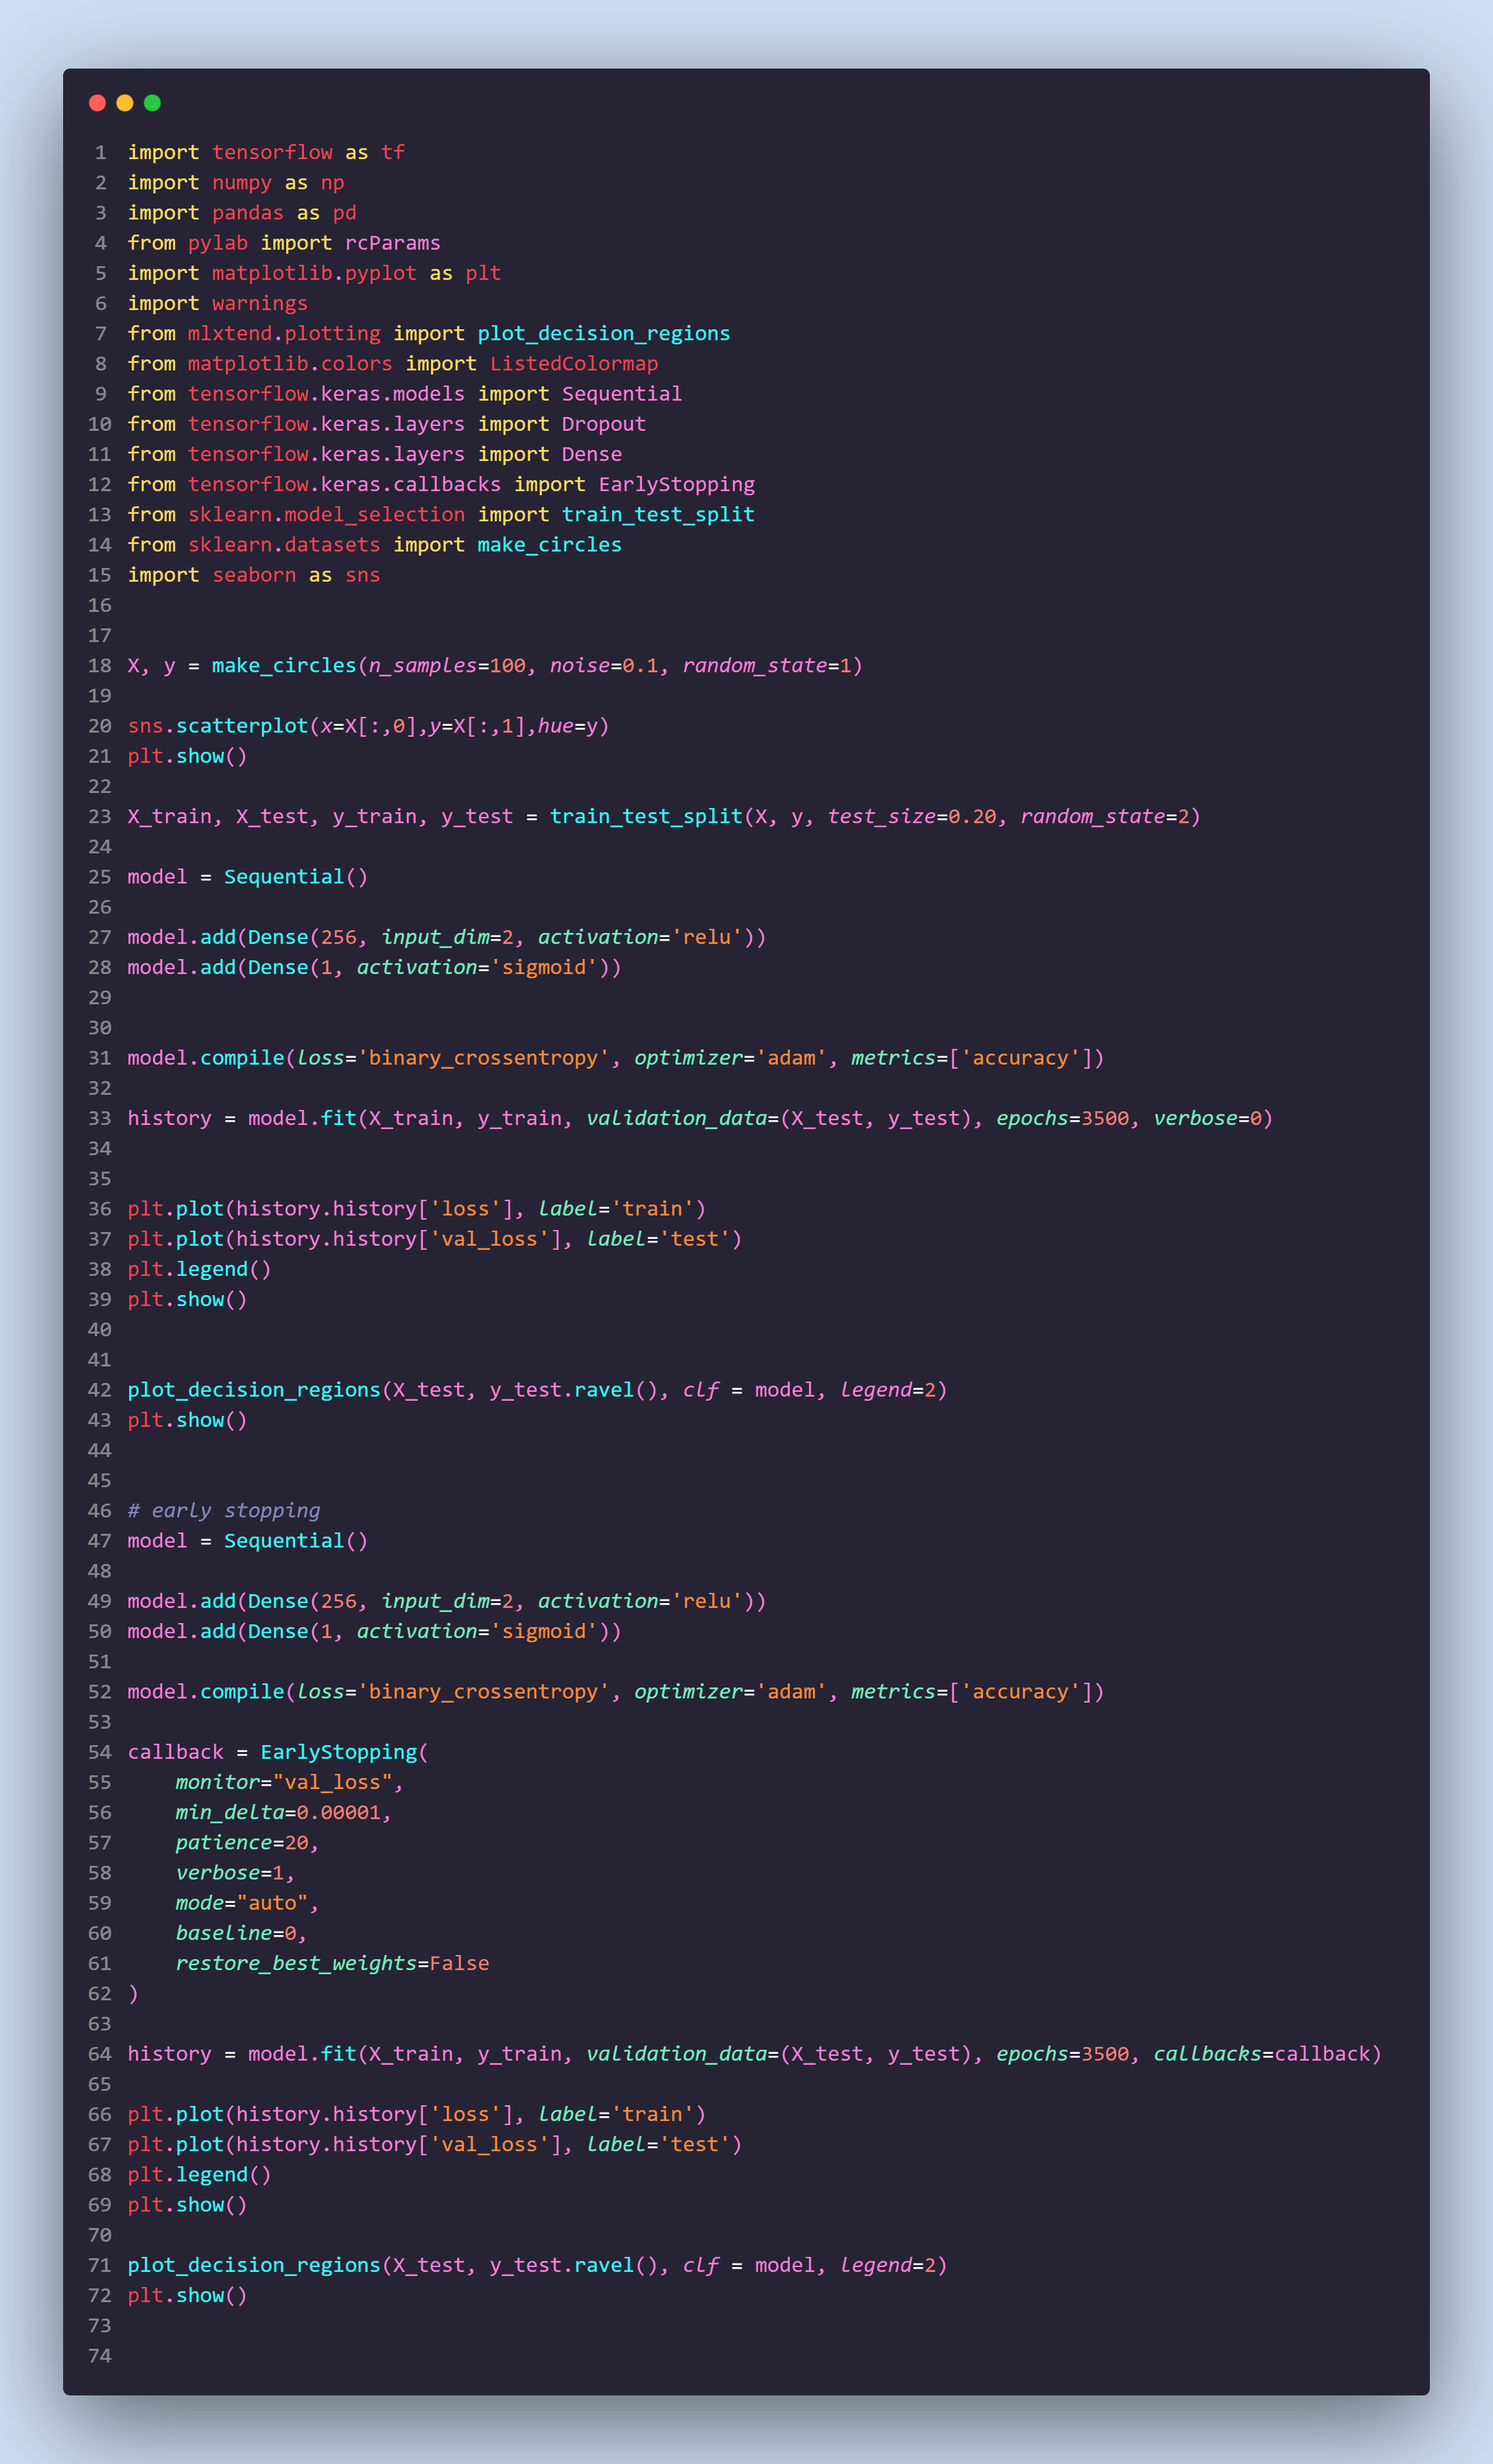 1 import tensorflow as tf
2 import numpy as np
3 import pandas as pd
4 from pylab import rcParams
5 import matplotlib.pyplot as plt
6 import warnings
7 from mlxtend.plotting import plot_decision_regions
8 from matplotlib.colors import ListedColormap
9 from tensorflow.keras.models import Sequential
10 from tensorflow.keras.layers import Dropout
11 from tensorflow.keras.layers import Dense
12 from tensorflow.keras.callbacks import EarlyStopping
13 from sklearn.model_selection import train_test_split
14 from sklearn.datasets import make_circles
15 import seaborn as sns
16
17
18 X, y = make_circles(n_samples=100, noise=0.1, random_state=1)
19
20 sns.scatterplot(x=X[:,0],y=X[:,1],hue=y)
21 plt.show()
22
23 X_train, X_test, y_train, y_test = train_test_split(X, y, test_size=0.20, random_state=2)
24
25 model = Sequential()
26
27 model.add(Dense(256, input_dim=2, activation='relu'))
28 model.add(Dense(1, activation='sigmoid'))
29
30
31 model.compile(loss='binary_crossentropy', optimizer='adam', metrics=['accuracy'])
32
33 history = model.fit(X_train, y_train, validation_data=(X_test, y_test), epochs=3500, verbose=0)
34
35
36 plt.plot(history.history['loss'], label='train')
37 plt.plot(history.history['val_loss'], label='test')
38 plt.legend()
39 plt.show()
40
41
42 plot_decision_regions(X_test, y_test.ravel(), clf = model, legend=2)
43 plt.show()
44
45
46 # early stopping
47 model = Sequential()
48
49 model.add(Dense(256, input_dim=2, activation='relu'))
50 model.add(Dense(1, activation='sigmoid'))
51
52 model.compile(loss='binary_crossentropy', optimizer='adam', metrics=['accuracy'])
53
54 callback = EarlyStopping(
55     monitor="val_loss",
56     min_delta=0.00001,
57     patience=20,
58     verbose=1,
59     mode="auto",
60     baseline=0,
61     restore_best_weights=False
62 )
63
64 history = model.fit(X_train, y_train, validation_data=(X_test, y_test), epochs=3500, callbacks=callback)
65
66 plt.plot(history.history['loss'], label='train')
67 plt.plot(history.history['val_loss'], label='test')
68 plt.legend()
69 plt.show()
70
71 plot_decision_regions(X_test, y_test.ravel(), clf = model, legend=2)
72 plt.show()
73
74